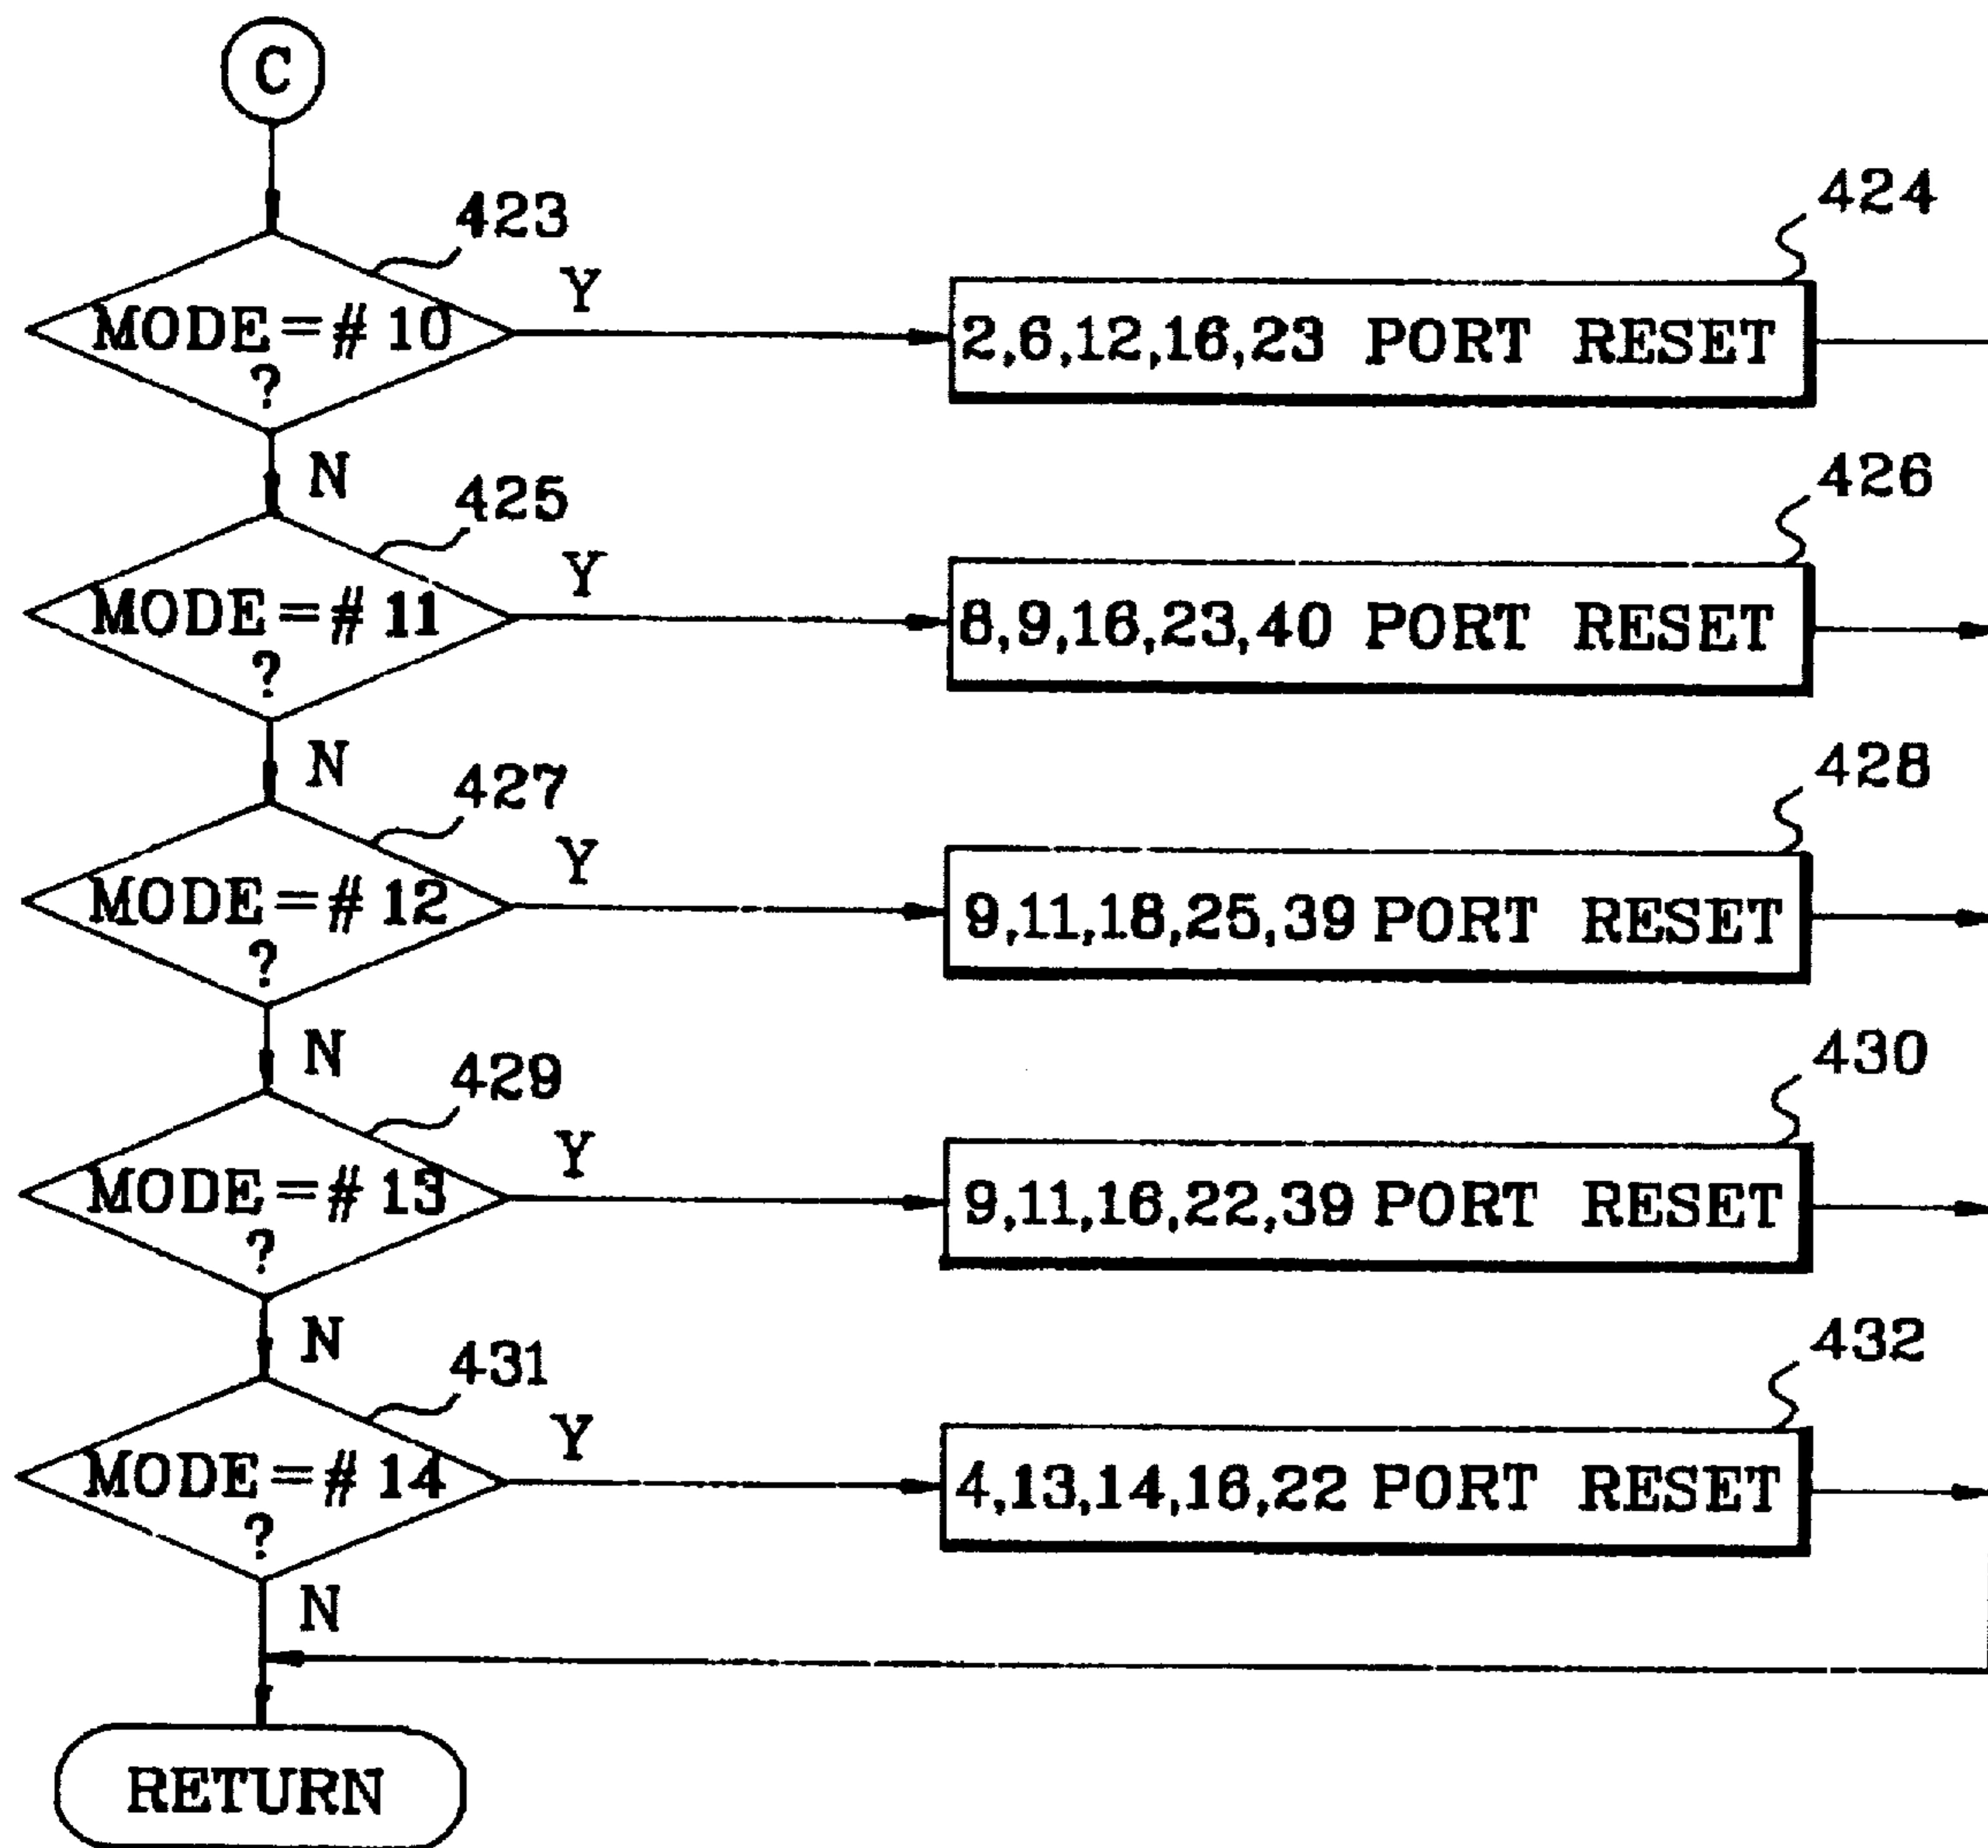 C
423
424
MODE=#10
?
Y
2,6,12,16,23 PORT RESET
N
425
426
MODE=#11
?
Y
8,9,16,23,40 PORT RESET
N
427
428
MODE=#12
?
Y
9,11,18,25,39 PORT RESET
N
429
430
MODE=#13
?
Y
9,11,16,22,39 PORT RESET
N
431
432
MODE=#14
?
Y
4,13,14,16,22 PORT RESET
N
RETURN